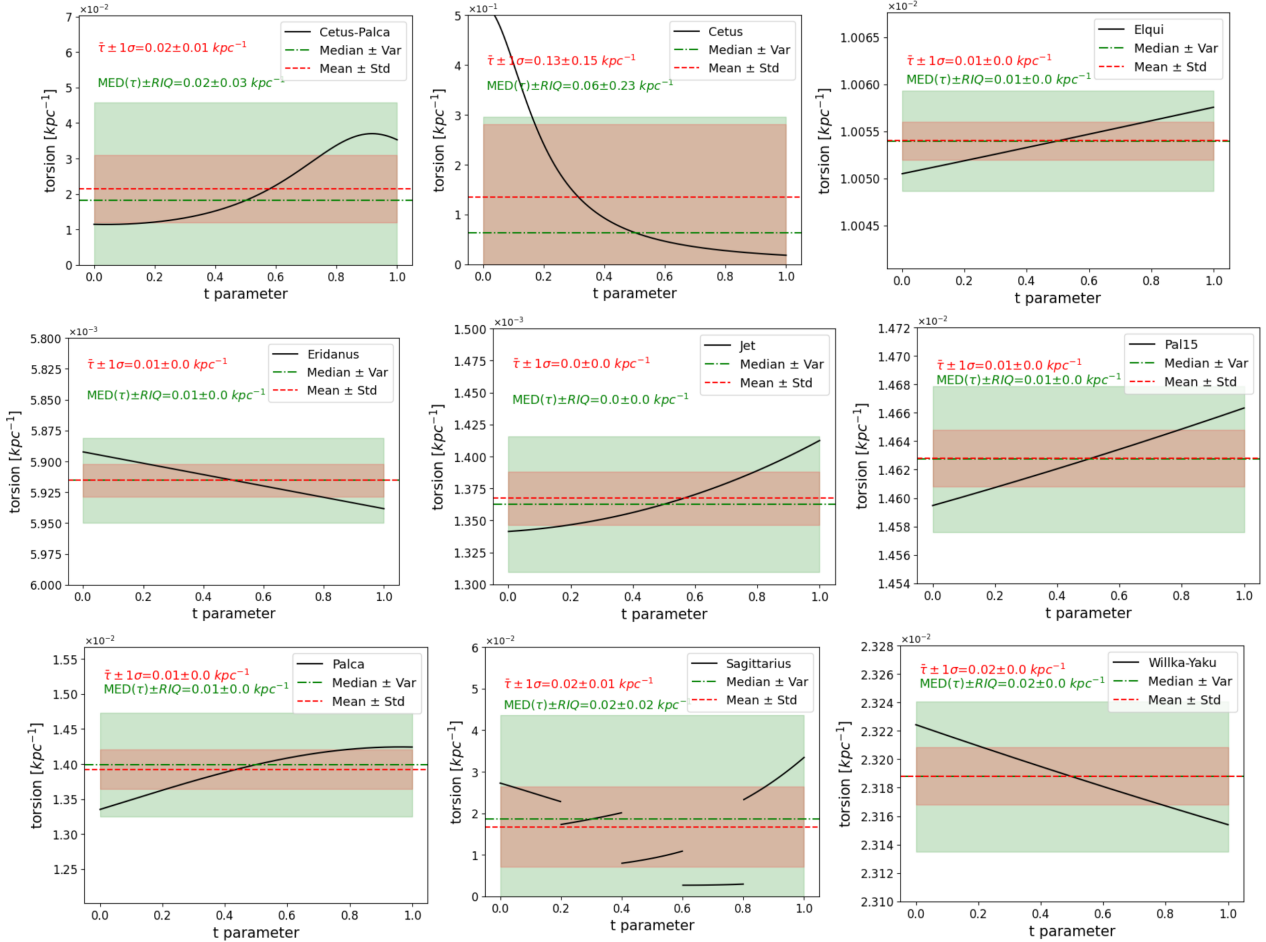 ×10⁻²
τ̄ ± 1σ=0.02±0.01 kpc⁻¹
MED(τ)±RIQ=0.02±0.03 kpc⁻¹
Cetus-Palca
Median ± Var
Mean ± Std
torsion [kpc⁻¹]
7
6
5
4
3
2
1
0
0.0 0.2 0.4 0.6 0.8 1.0
t parameter
×10⁻¹
τ̄ ± 1σ=0.13±0.15 kpc⁻¹
MED(τ)±RIQ=0.06±0.23 kpc⁻¹
Cetus
Median ± Var
Mean ± Std
torsion [kpc⁻¹]
5
4
3
2
1
0
0.0 0.2 0.4 0.6 0.8 1.0
t parameter
×10⁻²
τ̄ ± 1σ=0.01±0.0 kpc⁻¹
MED(τ)±RIQ=0.01±0.0 kpc⁻¹
Elqui
Median ± Var
Mean ± Std
torsion [kpc⁻¹]
1.0065
1.0060
1.0055
1.0050
1.0045
0.0 0.2 0.4 0.6 0.8 1.0
t parameter
×10⁻³
τ̄ ± 1σ=0.01±0.0 kpc⁻¹
MED(τ)±RIQ=0.01±0.0 kpc⁻¹
Eridanus
Median ± Var
Mean ± Std
torsion [kpc⁻¹]
5.800
5.825
5.850
5.875
5.900
5.925
5.950
5.975
6.000
0.0 0.2 0.4 0.6 0.8 1.0
t parameter
×10⁻³
τ̄ ± 1σ=0.0±0.0 kpc⁻¹
MED(τ)±RIQ=0.0±0.0 kpc⁻¹
Jet
Median ± Var
Mean ± Std
torsion [kpc⁻¹]
1.500
1.475
1.450
1.425
1.400
1.375
1.350
1.325
1.300
0.0 0.2 0.4 0.6 0.8 1.0
t parameter
×10⁻²
τ̄ ± 1σ=0.01±0.0 kpc⁻¹
MED(τ)±RIQ=0.01±0.0 kpc⁻¹
Pal15
Median ± Var
Mean ± Std
torsion [kpc⁻¹]
1.472
1.470
1.468
1.466
1.464
1.462
1.460
1.458
1.456
1.454
0.0 0.2 0.4 0.6 0.8 1.0
t parameter
×10⁻²
τ̄ ± 1σ=0.01±0.0 kpc⁻¹
MED(τ)±RIQ=0.01±0.0 kpc⁻¹
Palca
Median ± Var
Mean ± Std
torsion [kpc⁻¹]
1.55
1.50
1.45
1.40
1.35
1.30
1.25
0.0 0.2 0.4 0.6 0.8 1.0
t parameter
×10⁻²
τ̄ ± 1σ=0.02±0.01 kpc⁻¹
MED(τ)±RIQ=0.02±0.02 kpc⁻
Sagittarius
Median ± Var
Mean ± Std
torsion [kpc⁻¹]
6
5
4
3
2
1
0
0.0 0.2 0.4 0.6 0.8 1.0
t parameter
×10⁻²
τ̄ ± 1σ=0.02±0.0 kpc⁻¹
MED(τ)±RIQ=0.02±0.0 kpc⁻¹
Willka-Yaku
Median ± Var
Mean ± Std
torsion [kpc⁻¹]
2.328
2.326
2.324
2.322
2.320
2.318
2.316
2.314
2.312
2.310
0.0 0.2 0.4 0.6 0.8 1.0
t parameter